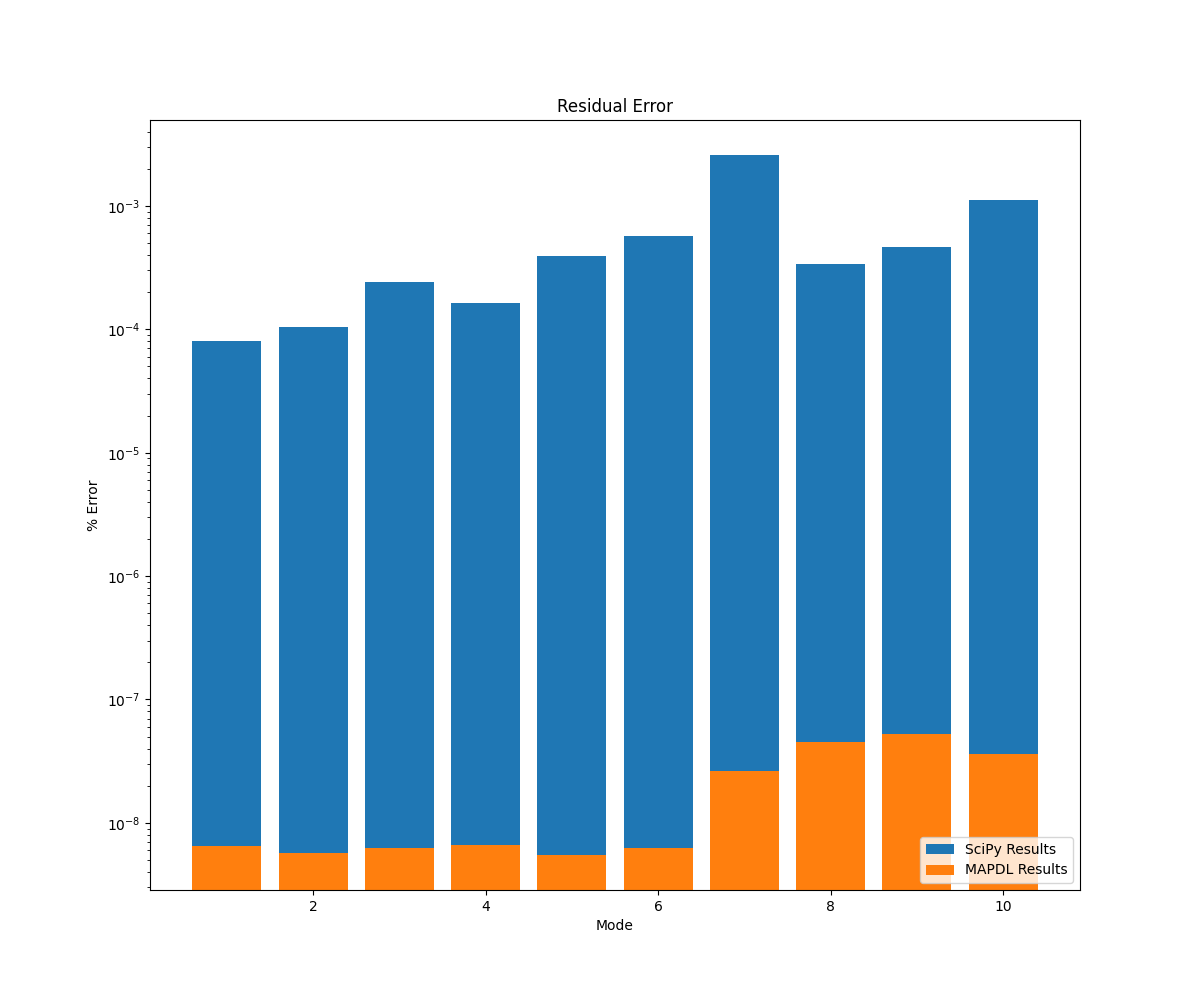 Residual Error
% Error
10⁻³
10⁻⁴
10⁻⁵
10⁻⁶
10⁻⁷
10⁻⁸
SciPy Results
MAPDL Results
2 4 6 8 10
Mode